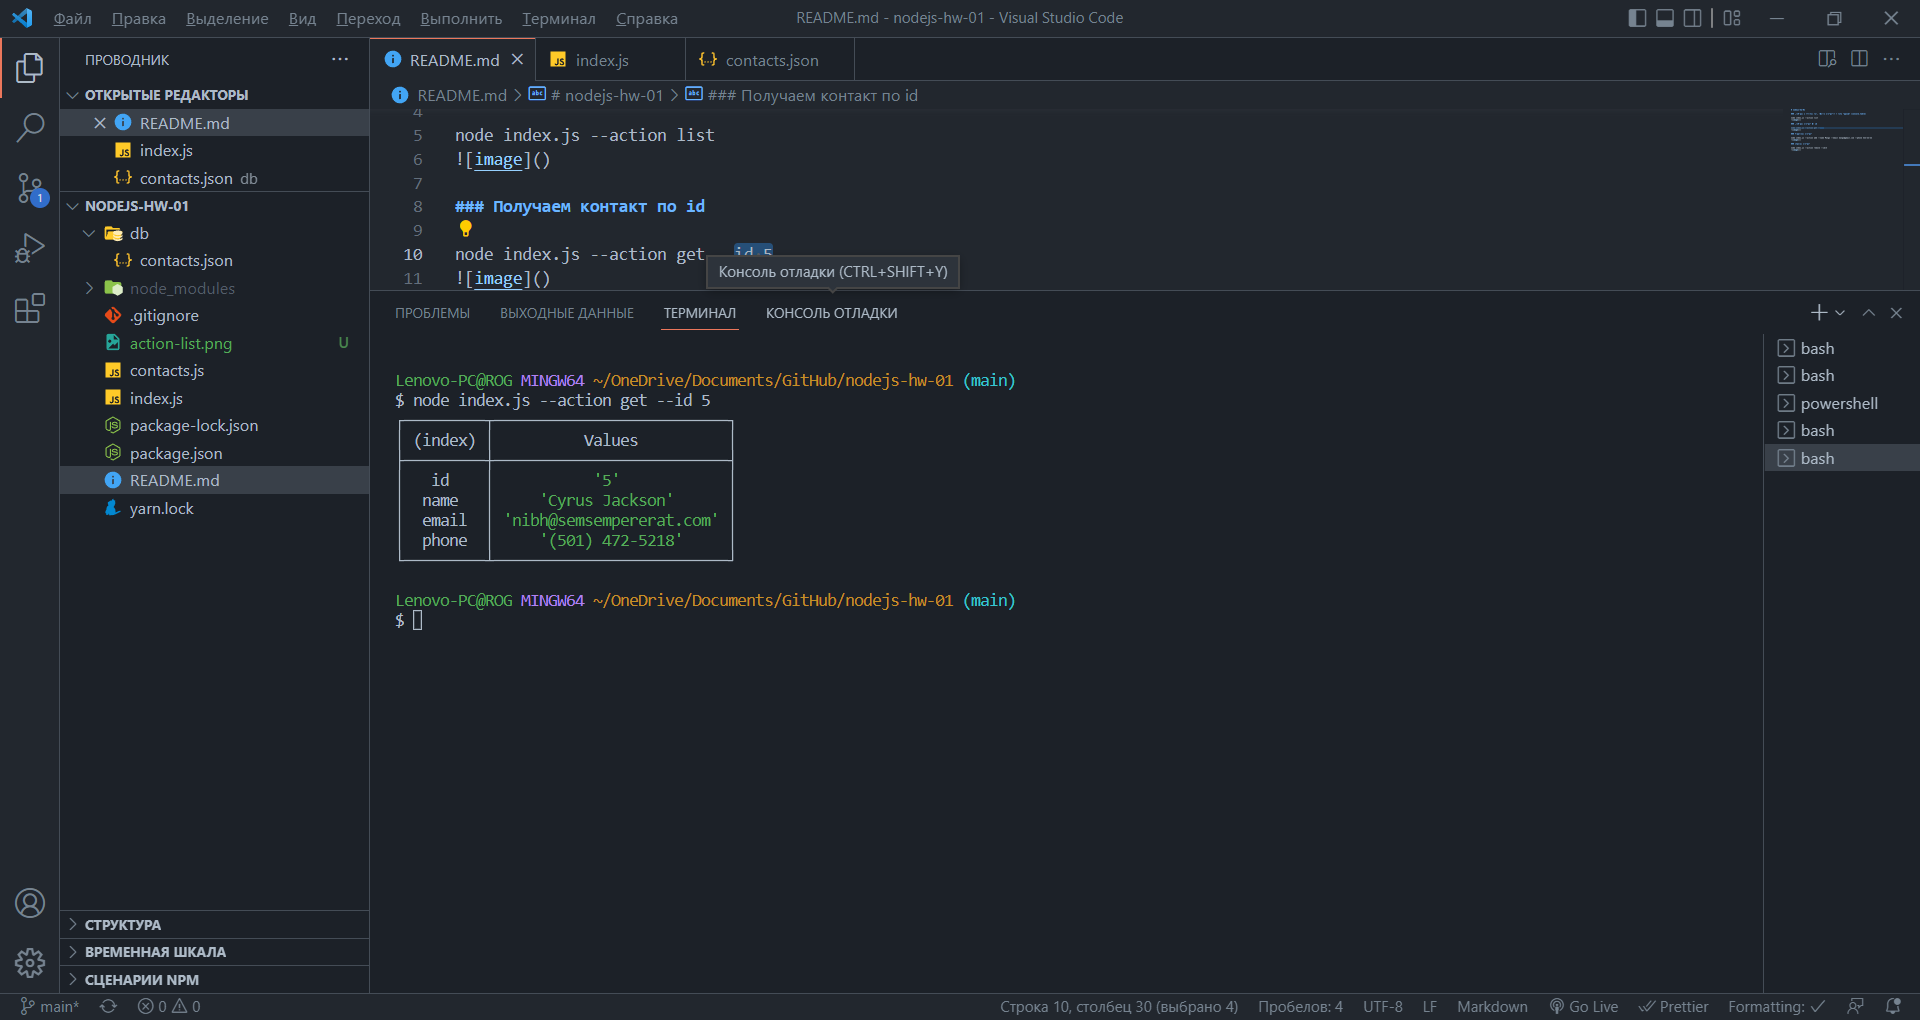 Файл Правка Выделение Вид Переход Выполнить Терминал Справка
README.md - nodejs-hw-01 - Visual Studio Code
ПРОВОДНИК
ОТКРЫТЫЕ РЕДАКТОРЫ
README.md
index.js
contacts.json db
NODEJS-HW-01
db
contacts.json
node_modules
.gitignore
action-list.png U
contacts.js
index.js
package-lock.json
package.json
README.md
yarn.lock
СТРУКТУРА
ВРЕМЕННАЯ ШКАЛА
СЦЕНАРИИ NPM
1
README.md index.js contacts.json
README.md > # nodejs-hw-01 > ### Получаем контакт по id
4
5 node index.js --action list
6 ![image]()
7
8 ### Получаем контакт по id
9
10 node index.js --action get id 5
11 ![image]()
Консоль отладки (CTRL+SHIFT+Y)
ПРОБЛЕМЫ ВЫХОДНЫЕ ДАННЫЕ ТЕРМИНАЛ КОНСОЛЬ ОТЛАДКИ
Lenovo-PC@ROG MINGW64 ~/OneDrive/Documents/GitHub/nodejs-hw-01 (main)
$ node index.js --action get --id 5
(index) Values
id '5'
name 'Cyrus Jackson'
email 'nibh@semsempererat.com'
phone '(501) 472-5218'
Lenovo-PC@ROG MINGW64 ~/OneDrive/Documents/GitHub/nodejs-hw-01 (main)
$
bash
bash
powershell
bash
bash
main* 0 0 Строка 10, столбец 30 (выбрано 4) Пробелов: 4 UTF-8 LF Markdown Go Live Prettier Formatting: